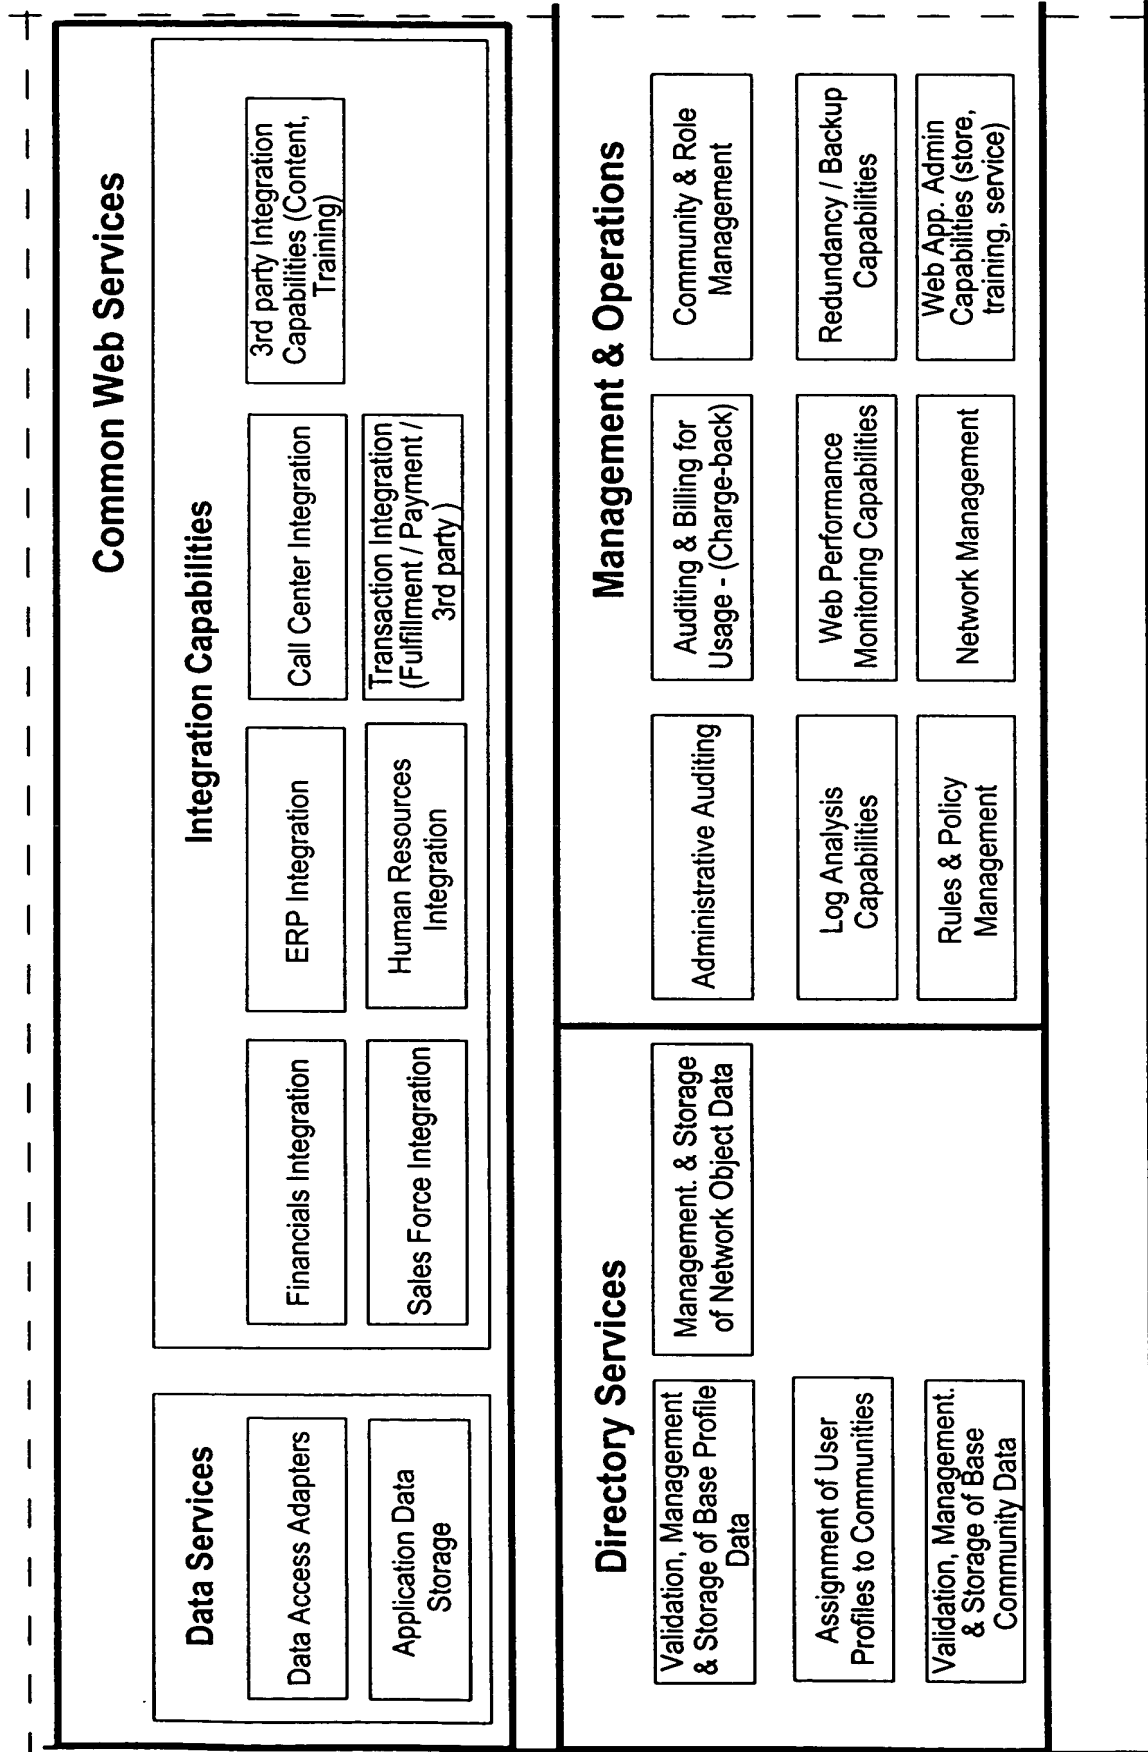 Common Web Services
Data Services
Data Access Adapters
Application Data
Storage
Integration Capabilities
Financials Integration
ERP Integration
Call Center Integration
3rd party Integration
Capabilities (Content,
Training)
Sales Force Integration
Human Resources
Integration
Transaction Integration
(Fulfillment / Payment /
3rd party )
Directory Services
Validation, Management
& Storage of Base Profile
Data
Management. & Storage
of Network Object Data
Assignment of User
Profiles to Communities
Validation, Management.
& Storage of Base
Community Data
Management & Operations
Administrative Auditing
Auditing & Billing for
Usage - (Charge-back)
Community & Role
Management
Log Analysis
Capabilities
Web Performance
Monitoring Capabilities
Redundancy / Backup
Capabilities
Rules & Policy
Management
Network Management
Web App. Admin
Capabilities (store,
training, service)